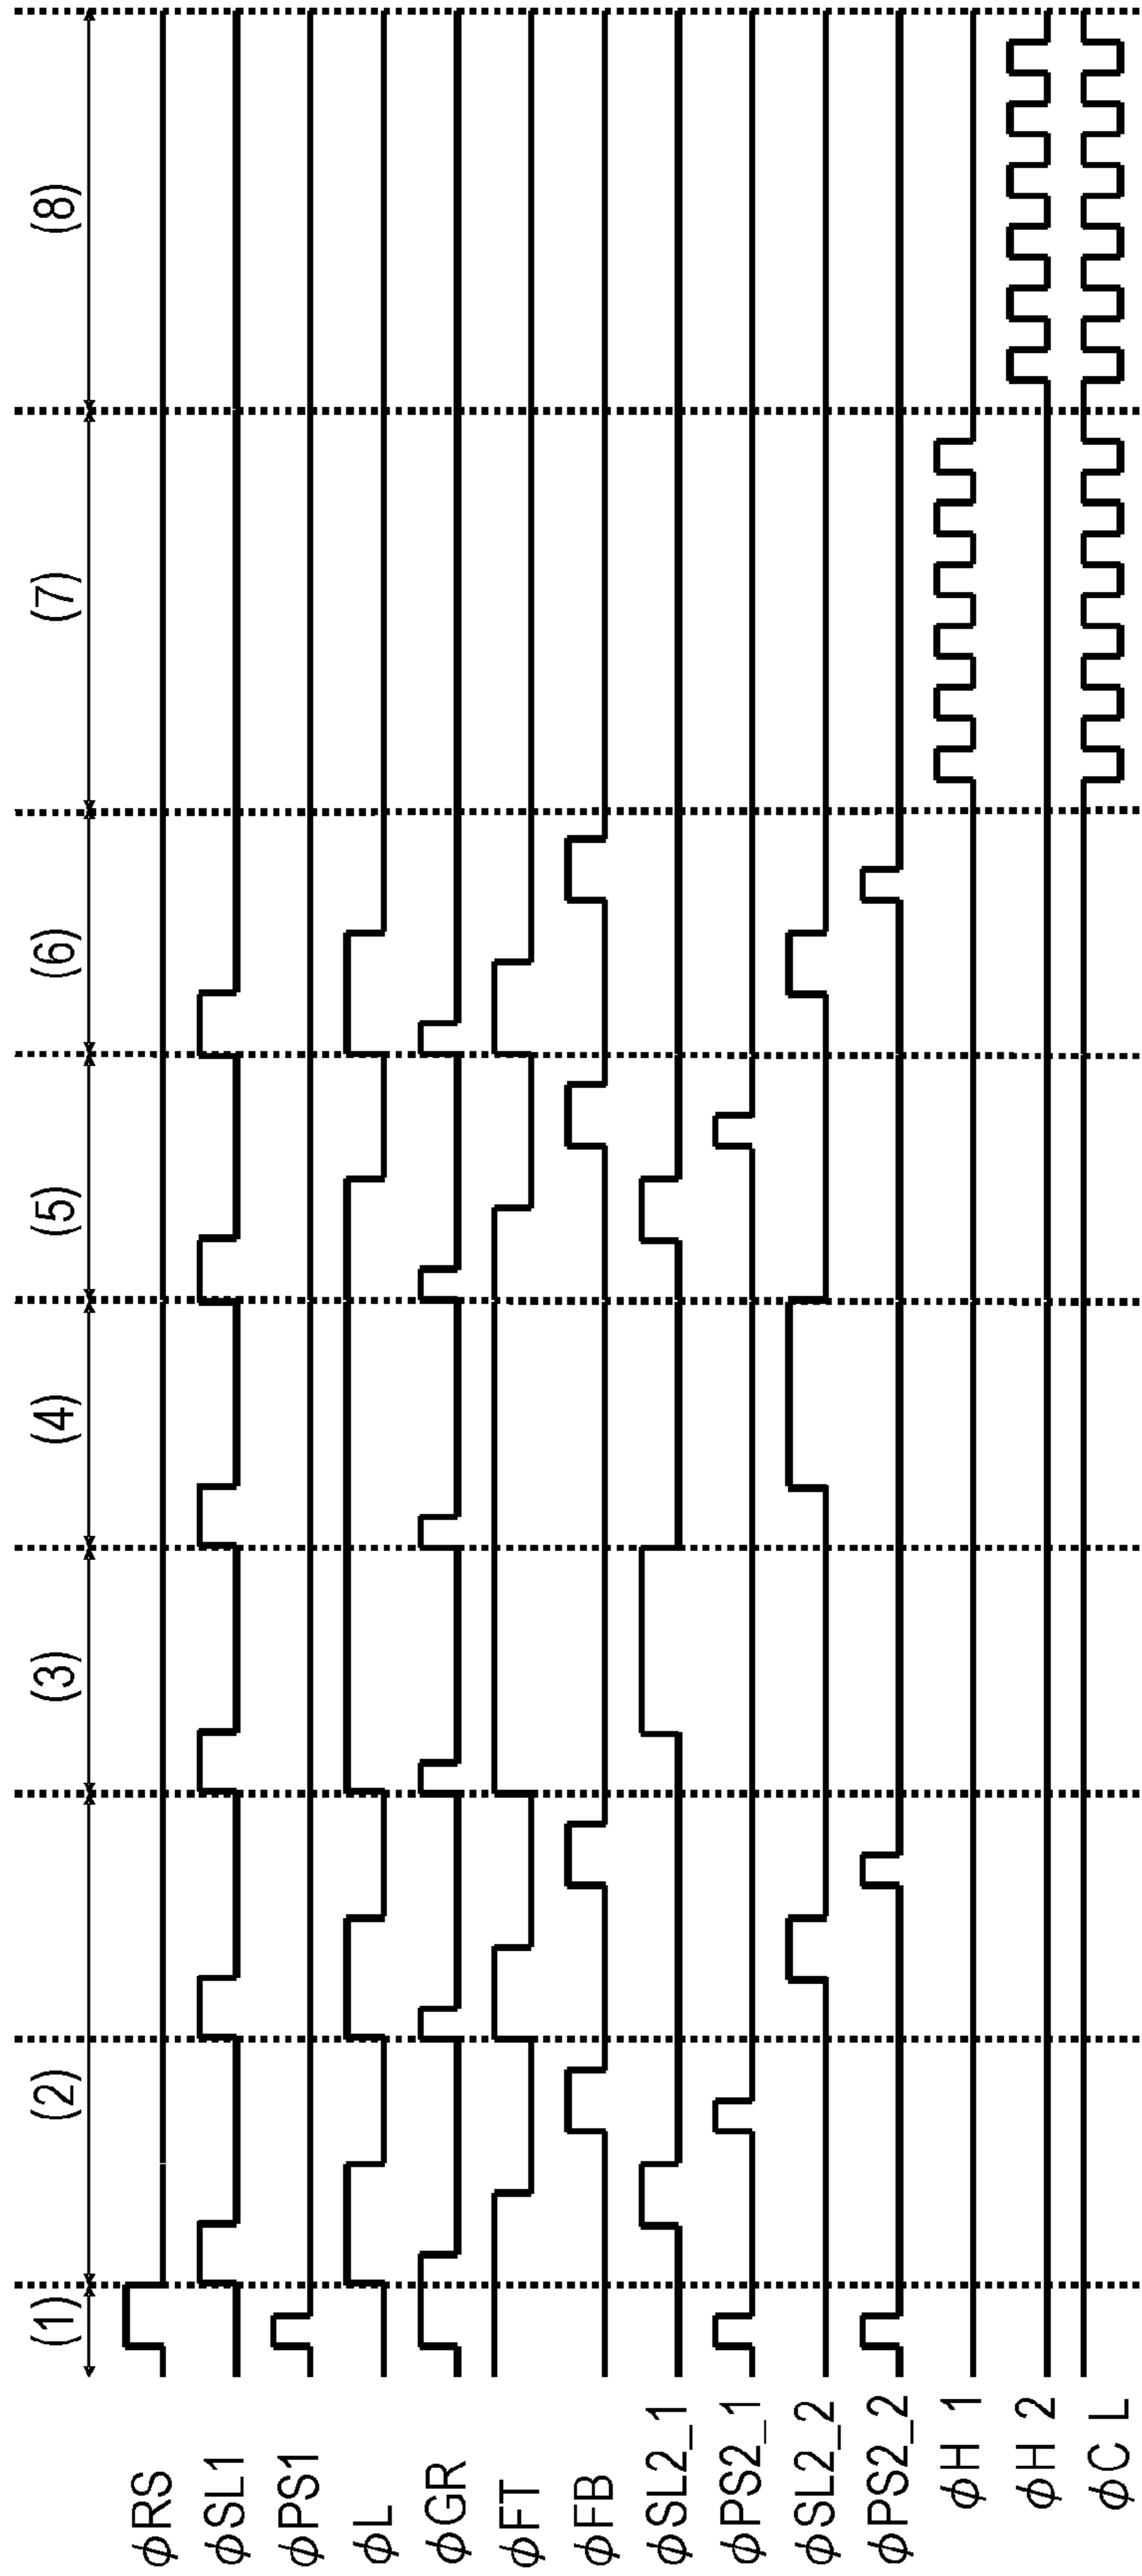 (1) (2) (3) (4) (5) (6) (7) (8)
ϕRS
ϕSL1
ϕPS1
ϕL
ϕGR
ϕFT
ϕFB
ϕSL2_1
ϕPS2_1
ϕSL2_2
ϕPS2_2
ϕH 1
ϕH 2
ϕC L